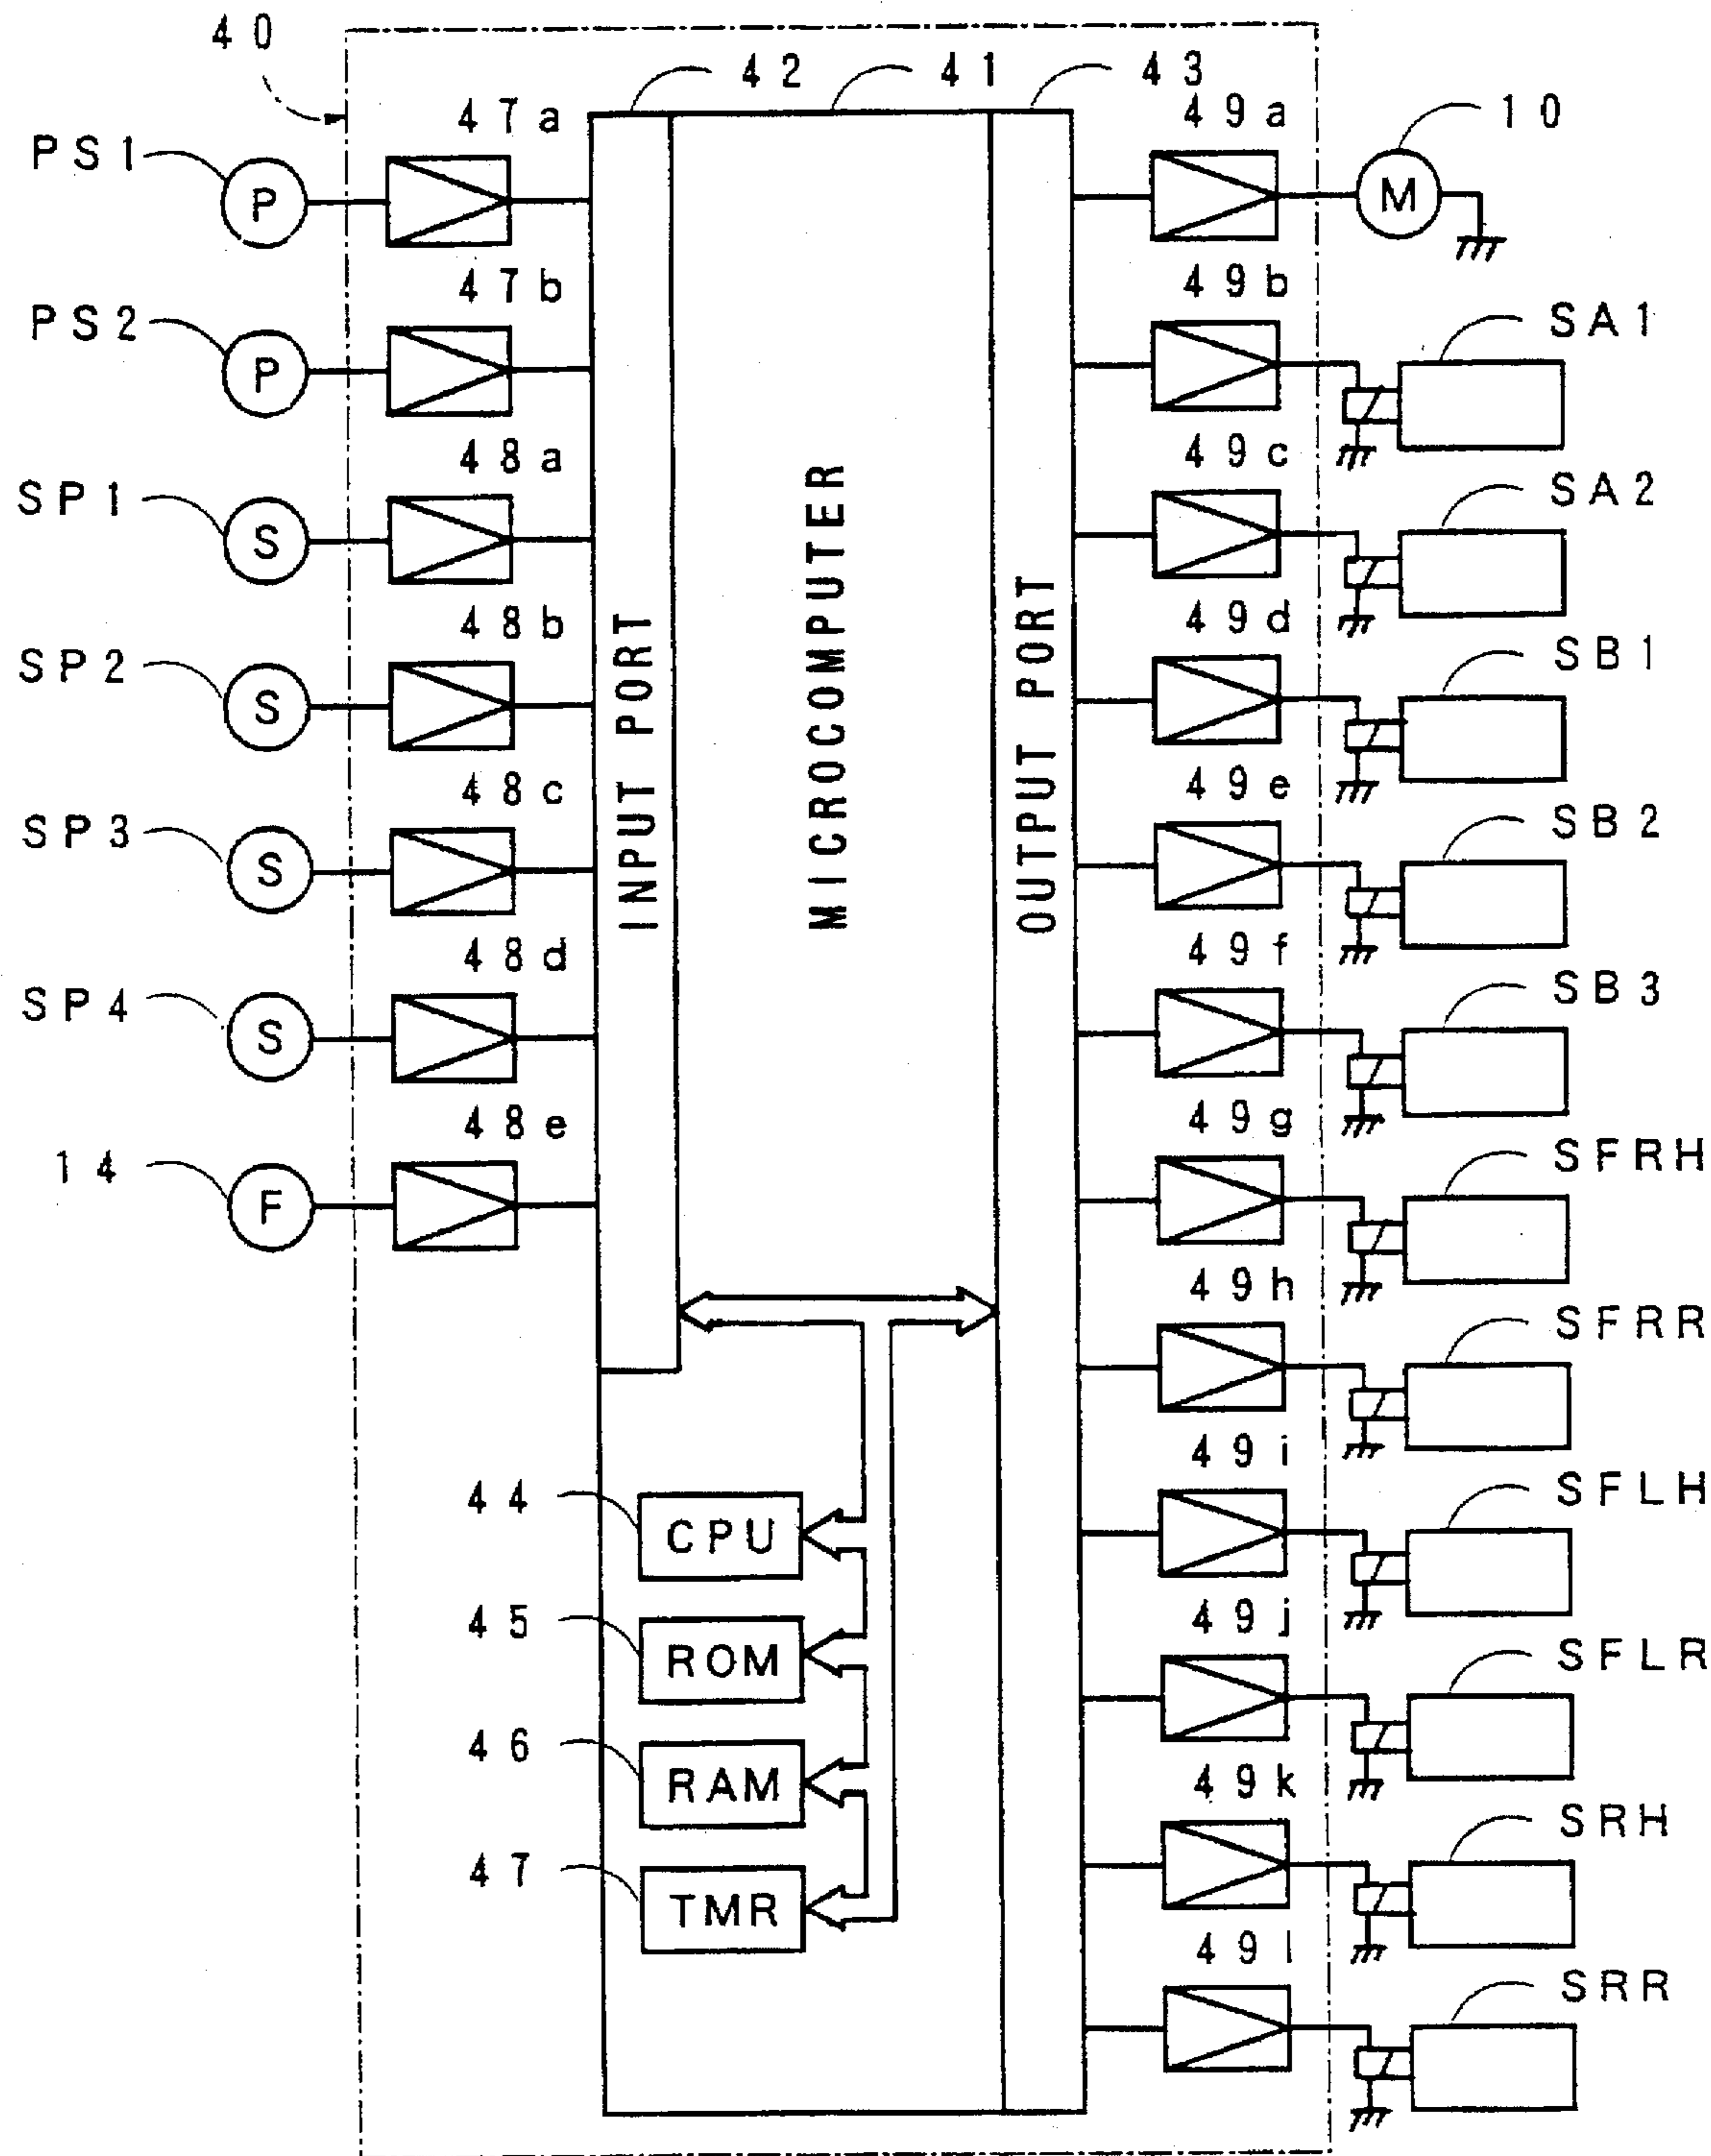 40
42
41
43
47a
49a
10
PS1
P
M
47b
49b
PS2
P
SA1
48a
49c
SP1
S
SA2
48b
49d
SP2
S
SB1
48c
49e
SP3
S
SB2
48d
49f
SP4
S
SB3
48e
49g
14
F
SFRH
INPUT PORT
MICROCOMPUTER
OUTPUT PORT
49h
SFRR
49i
44
CPU
SFLH
49j
45
ROM
SFLR
46
RAM
49k
SRH
47
TMR
49l
SRR